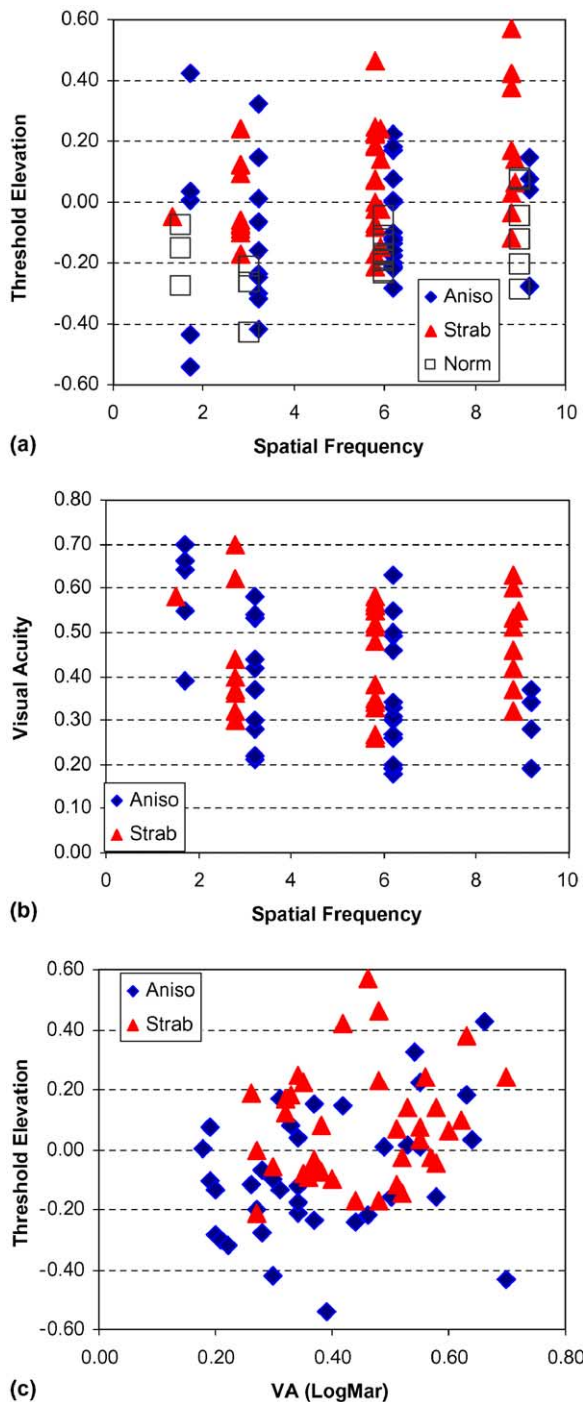 0.60
0.40
0.20
0.00
-0.20
-0.40
-0.60
Threshold Elevation
Aniso
Strab
Norm
0 2 4 6 8 10
(a) Spatial Frequency
0.80
0.70
0.60
0.50
0.40
0.30
0.20
0.10
0.00
Visual Acuity
Aniso
Strab
0 2 4 6 8 10
(b) Spatial Frequency
0.60
0.40
0.20
0.00
-0.20
-0.40
-0.60
Threshold Elevation
Aniso
Strab
0.00 0.20 0.40 0.60 0.80
(c) VA (LogMar)